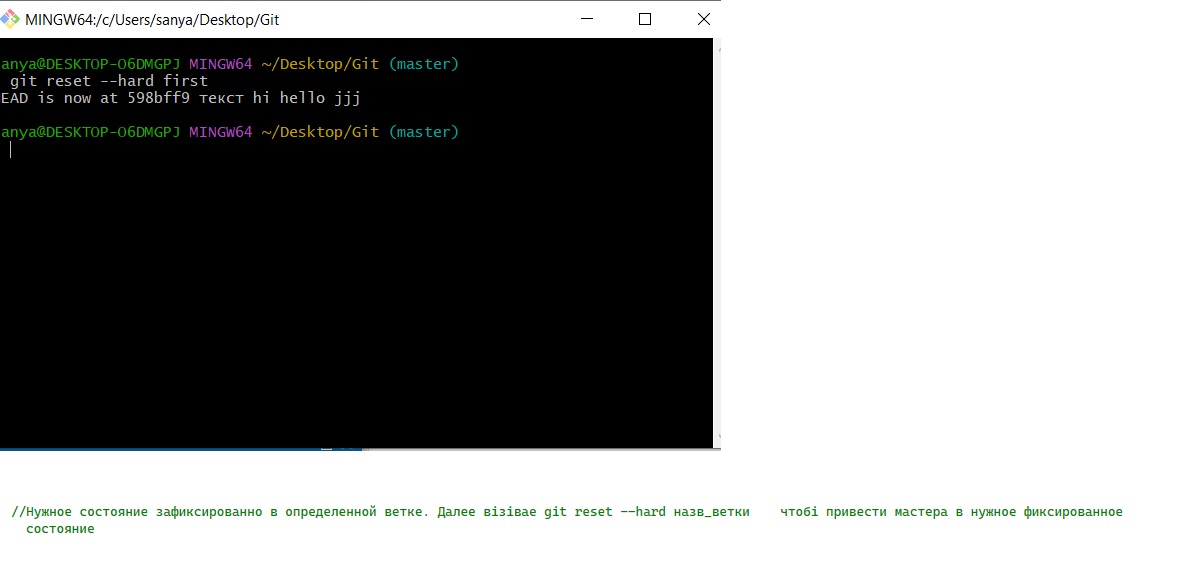 MINGW64:/c/Users/sanya/Desktop/Git
anya@DESKTOP-O6DMGPJ MINGW64 ~/Desktop/Git (master)
git reset --hard first
EAD is now at 598bff9 текст hi hello jjj
anya@DESKTOP-O6DMGPJ MINGW64 ~/Desktop/Git (master)
//Нужное состояние зафиксированно в определенной ветке. Далее візівае git reset --hard назв_ветки чтобі привести мастера в нужное фиксированное
состояние